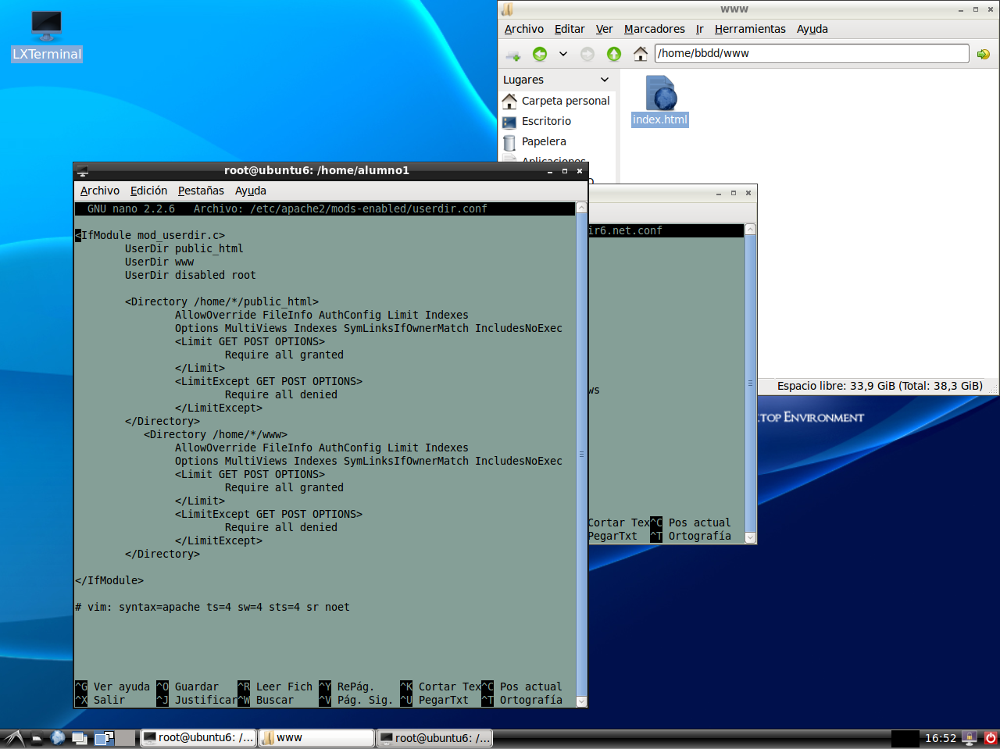 LXTerminal
www
Archivo Editar Ver Marcadores Ir Herramientas Ayuda
/home/bbdd/www
Lugares
Carpeta personal
Escritorio
Papelera
Aplicaciones
index.html
Espacio libre: 33,9 GiB (Total: 38,3 GiB)
root@ubuntu6: /home/alumno1
Archivo Edición Pestañas Ayuda
GNU nano 2.2.6 Archivo: /etc/apache2/mods-enabled/userdir.conf
<IfModule mod_userdir.c>
UserDir public_html
UserDir www
UserDir disabled root
<Directory /home/*/public_html>
AllowOverride FileInfo AuthConfig Limit Indexes
Options MultiViews Indexes SymLinksIfOwnerMatch IncludesNoExec
<Limit GET POST OPTIONS>
Require all granted
</Limit>
<LimitExcept GET POST OPTIONS>
Require all denied
</LimitExcept>
</Directory>
<Directory /home/*/www>
AllowOverride FileInfo AuthConfig Limit Indexes
Options MultiViews Indexes SymLinksIfOwnerMatch IncludesNoExec
<Limit GET POST OPTIONS>
Require all granted
</Limit>
<LimitExcept GET POST OPTIONS>
Require all denied
</LimitExcept>
</Directory>
</IfModule>
# vim: syntax=apache ts=4 sw=4 sts=4 sr noet
^G Ver ayuda ^O Guardar ^R Leer Fich ^Y RePág. ^K Cortar Tex^C Pos actual
^X Salir ^J Justificar^W Buscar ^V Pág. Sig. ^U PegarTxt ^T Ortografía
ir6.net.conf
ws
Cortar Tex^C Pos actual
PegarTxt ^T Ortografía
TOP ENVIRONMENT
root@ubuntu6: /... www root@ubuntu6: /... 16:52